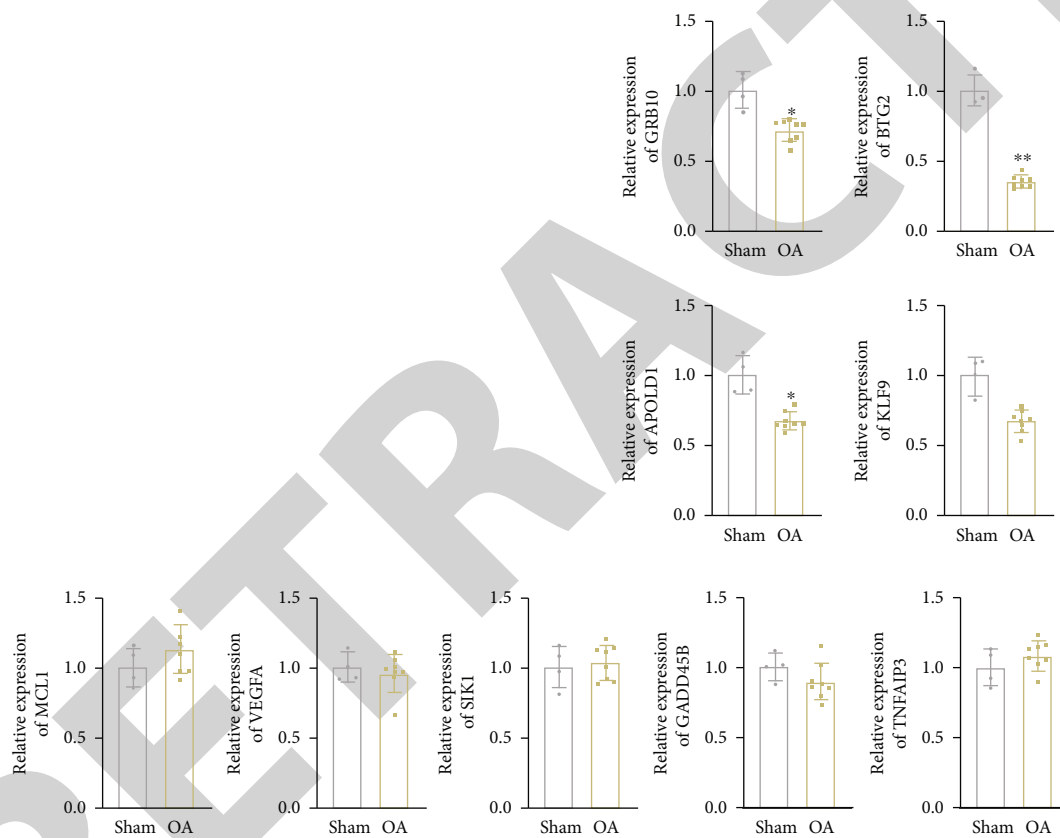 Relative expression
of GRB10
1.5
1.0
0.5
0.0
*
Sham OA
Relative expression
of BTG2
1.5
1.0
0.5
0.0
**
Sham OA
Relative expression
of APOLD1
1.5
1.0
0.5
0.0
*
Sham OA
Relative expression
of KLF9
1.5
1.0
0.5
0.0
Sham OA
Relative expression
of MCL1
1.5
1.0
0.5
0.0
Sham OA
Relative expression
of VEGFA
1.5
1.0
0.5
0.0
Sham OA
Relative expression
of SIK1
1.5
1.0
0.5
0.0
Sham OA
Relative expression
of GADD45B
1.5
1.0
0.5
0.0
Sham OA
Relative expression
of TNFAIP3
1.5
1.0
0.5
0.0
Sham OA
RETRACT